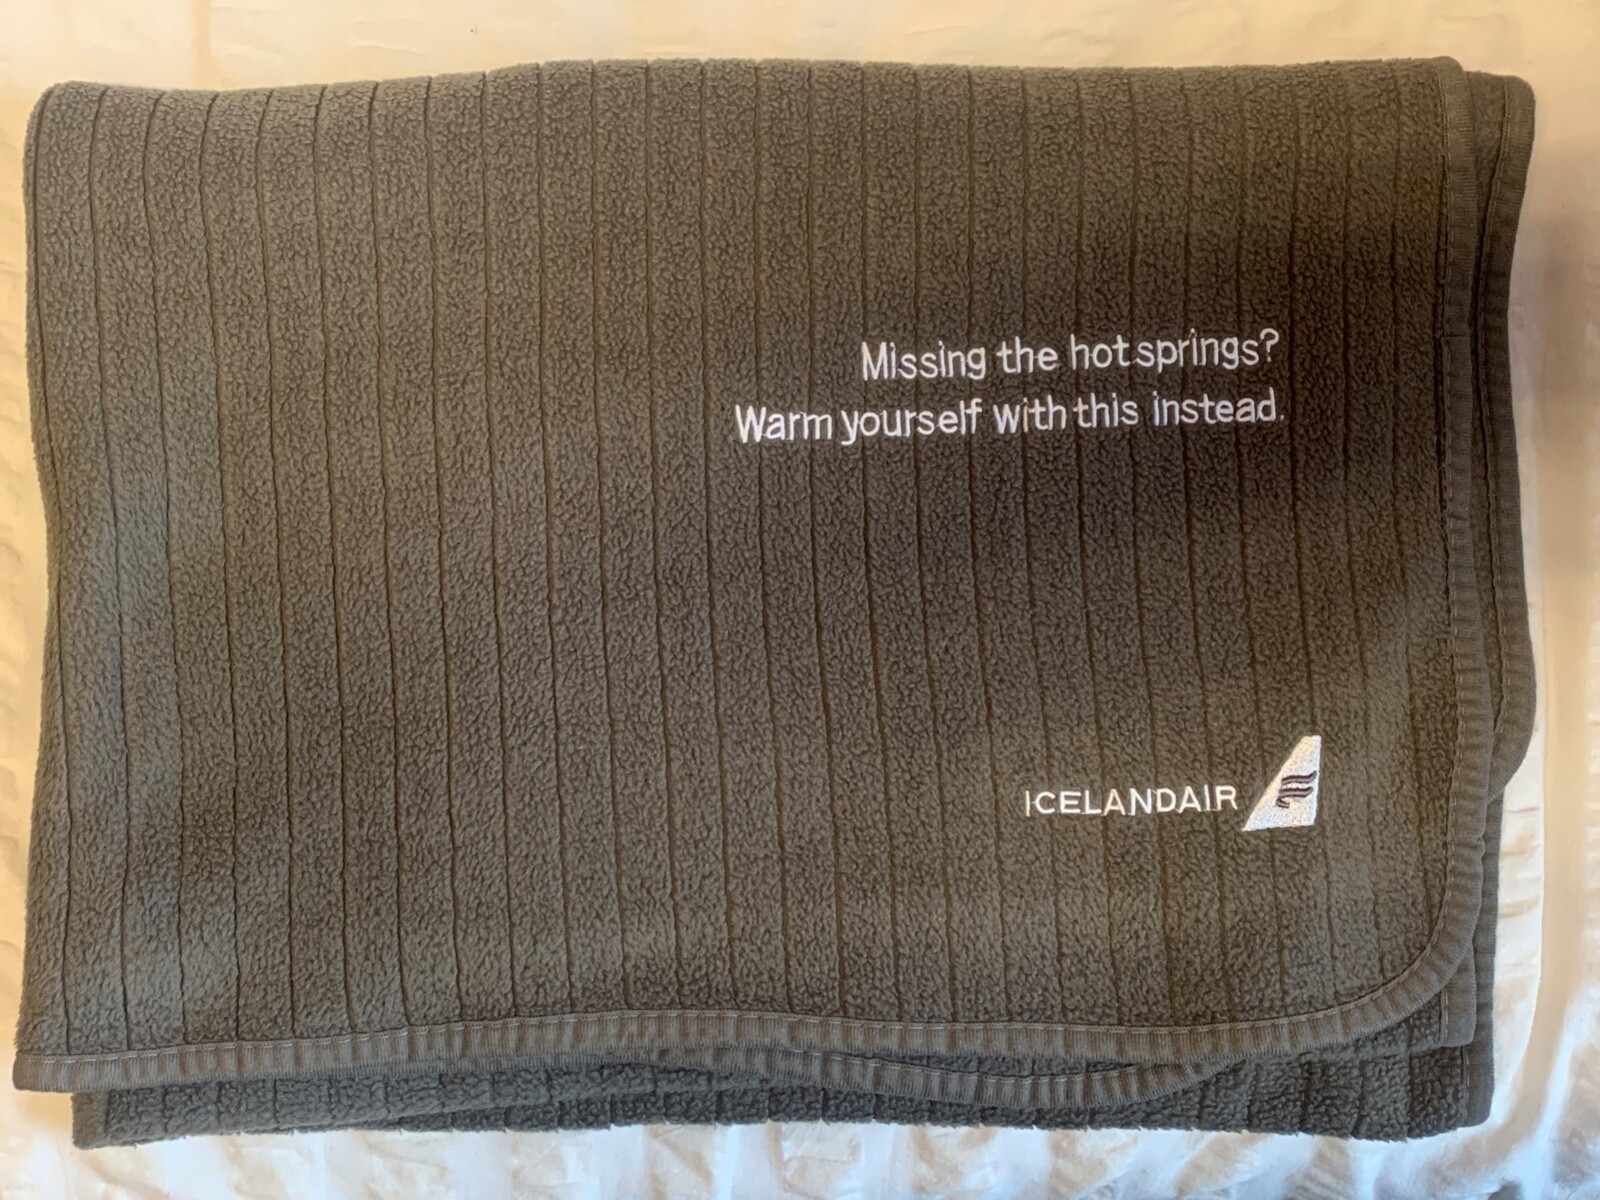 Missing the hot springs?
Warm yourself with this instead.
ICELANDAIR